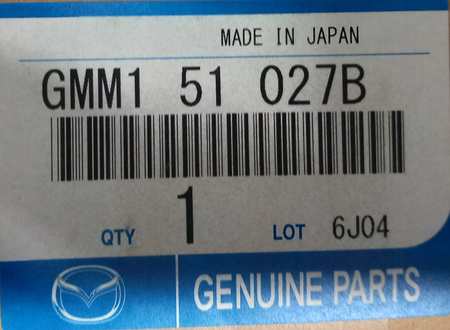 MADE IN JAPAN
GMM1 51 027B
QTY 1 LOT 6J04
GENUINE PARTS